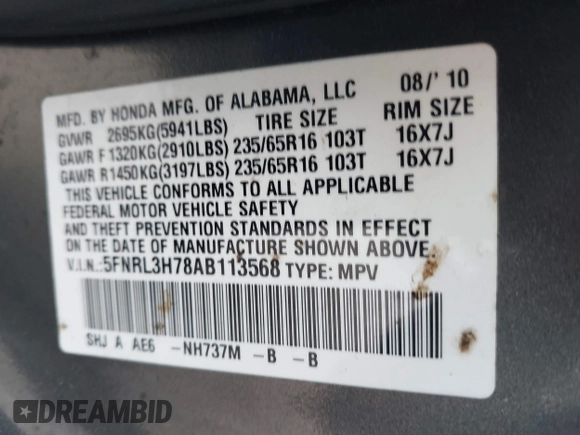 MFD. BY HONDA MFG. OF ALABAMA, LLC 08/' 10
GVWR 2695KG(5941LBS) TIRE SIZE RIM SIZE
GAWR F 1320KG(2910LBS) 235/65R16 103T 16X7J
GAWR R1450KG(3197LBS) 235/65R16 103T 16X7J
THIS VEHICLE CONFORMS TO ALL APPLICABLE
FEDERAL MOTOR VEHICLE SAFETY
AND THEFT PREVENTION STANDARDS IN EFFECT
ON THE DATE OF MANUFACTURE SHOWN ABOVE.
V.I.N.:5FNRL3H78AB113568 TYPE: MPV
SHJ A AE6 -NH737M -B -B
DREAMBID